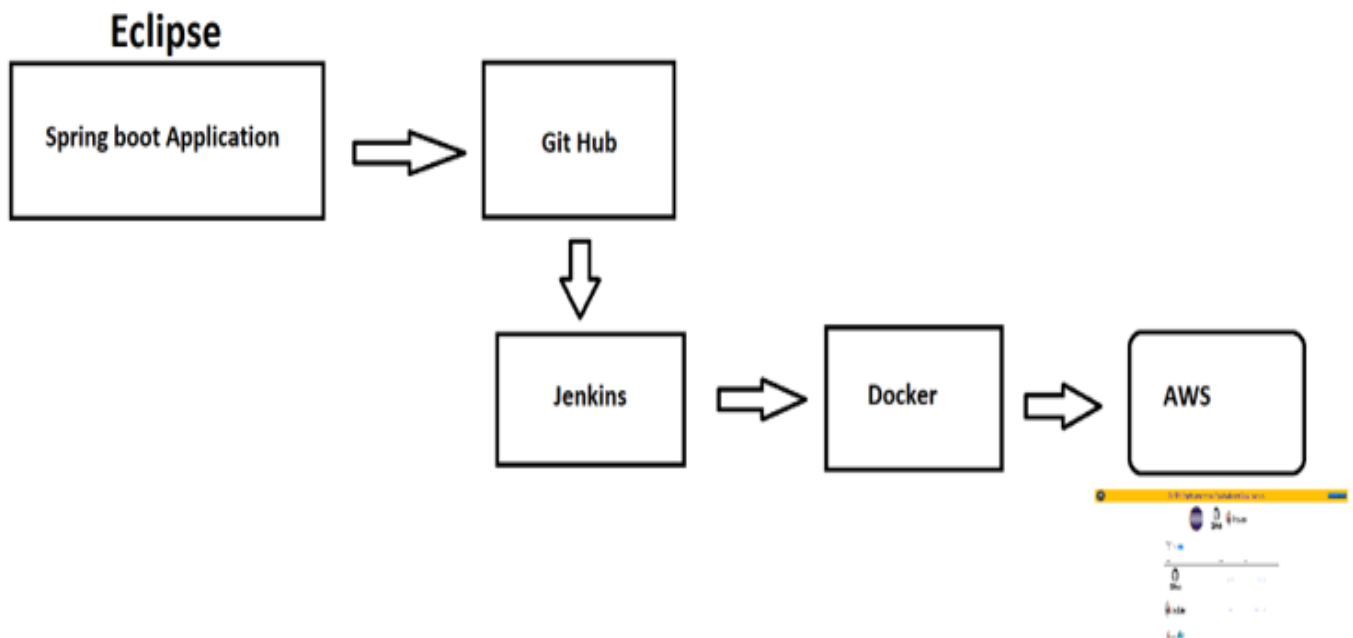 Eclipse
Spring boot Application
Git Hub
Jenkins
Docker
AWS